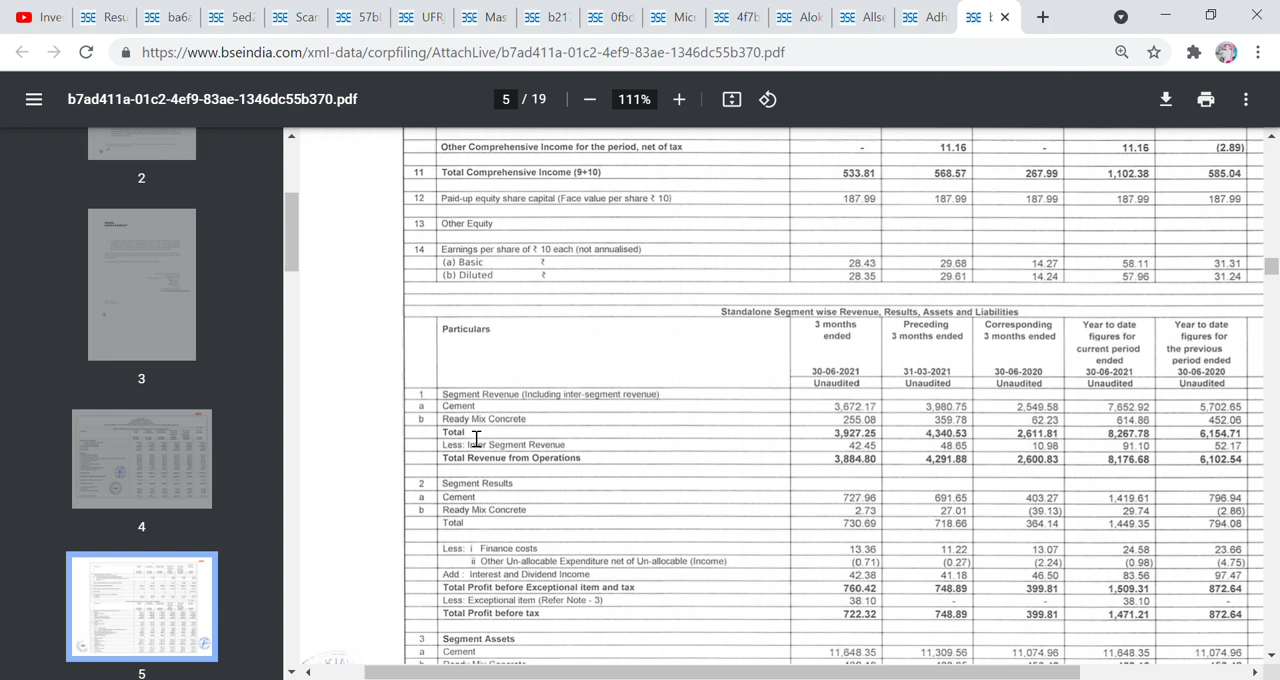 Inve
Resu
ba6a
5ed2
Scar
57bl
UFR
Mas
b217
0fbd
Micr
4f7b
Alok
Allse
Adh
https://www.bseindia.com/xml-data/corpfiling/AttachLive/b7ad411a-01c2-4ef9-83ae-1346dc55b370.pdf
b7ad411a-01c2-4ef9-83ae-1346dc55b370.pdf 5 / 19 111%
2
3
4
5
Other Comprehensive Income for the period, net of tax - 11.16 - 11.16 (2.89)
11 Total Comprehensive Income (9+10) 533.81 568.57 267.99 1,102.38 585.04
12 Paid-up equity share capital (Face value per share ₹ 10) 187.99 187.99 187.99 187.99 187.99
13 Other Equity
14 Earnings per share of ₹ 10 each (not annualised)
(a) Basic ₹ 28.43 29.68 14.27 58.11 31.31
(b) Diluted ₹ 28.35 29.61 14.24 57.96 31.24
Standalone Segment wise Revenue, Results, Assets and Liabilities
Particulars 3 months Preceding Corresponding Year to date Year to date
ended 3 months ended 3 months ended figures for figures for
current period the previous
ended period ended
30-06-2021 31-03-2021 30-06-2020 30-06-2021 30-06-2020
Unaudited Unaudited Unaudited Unaudited Unaudited
1 Segment Revenue (Including inter-segment revenue)
a Cement 3,672.17 3,980.75 2,549.58 7,652.92 5,702.65
b Ready Mix Concrete 255.08 359.78 62.23 614.86 452.06
Total 3,927.25 4,340.53 2,611.81 8,267.78 6,154.71
Less: Inter Segment Revenue 42.45 48.65 10.98 91.10 52.17
Total Revenue from Operations 3,884.80 4,291.88 2,600.83 8,176.68 6,102.54
2 Segment Results
a Cement 727.96 691.65 403.27 1,419.61 796.94
b Ready Mix Concrete 2.73 27.01 (39.13) 29.74 (2.86)
Total 730.69 718.66 364.14 1,449.35 794.08
Less: i Finance costs 13.36 11.22 13.07 24.58 23.66
ii Other Un-allocable Expenditure net of Un-allocable (Income) (0.71) (0.27) (2.24) (0.98) (4.75)
Add : Interest and Dividend Income 42.38 41.18 46.50 83.56 97.47
Total Profit before Exceptional item and tax 760.42 748.89 399.81 1,509.31 872.64
Less: Exceptional item (Refer Note - 3) 38.10 - - 38.10 -
Total Profit before tax 722.32 748.89 399.81 1,471.21 872.64
3 Segment Assets
a Cement 11,648.35 11,309.56 11,074.96 11,648.35 11,074.96